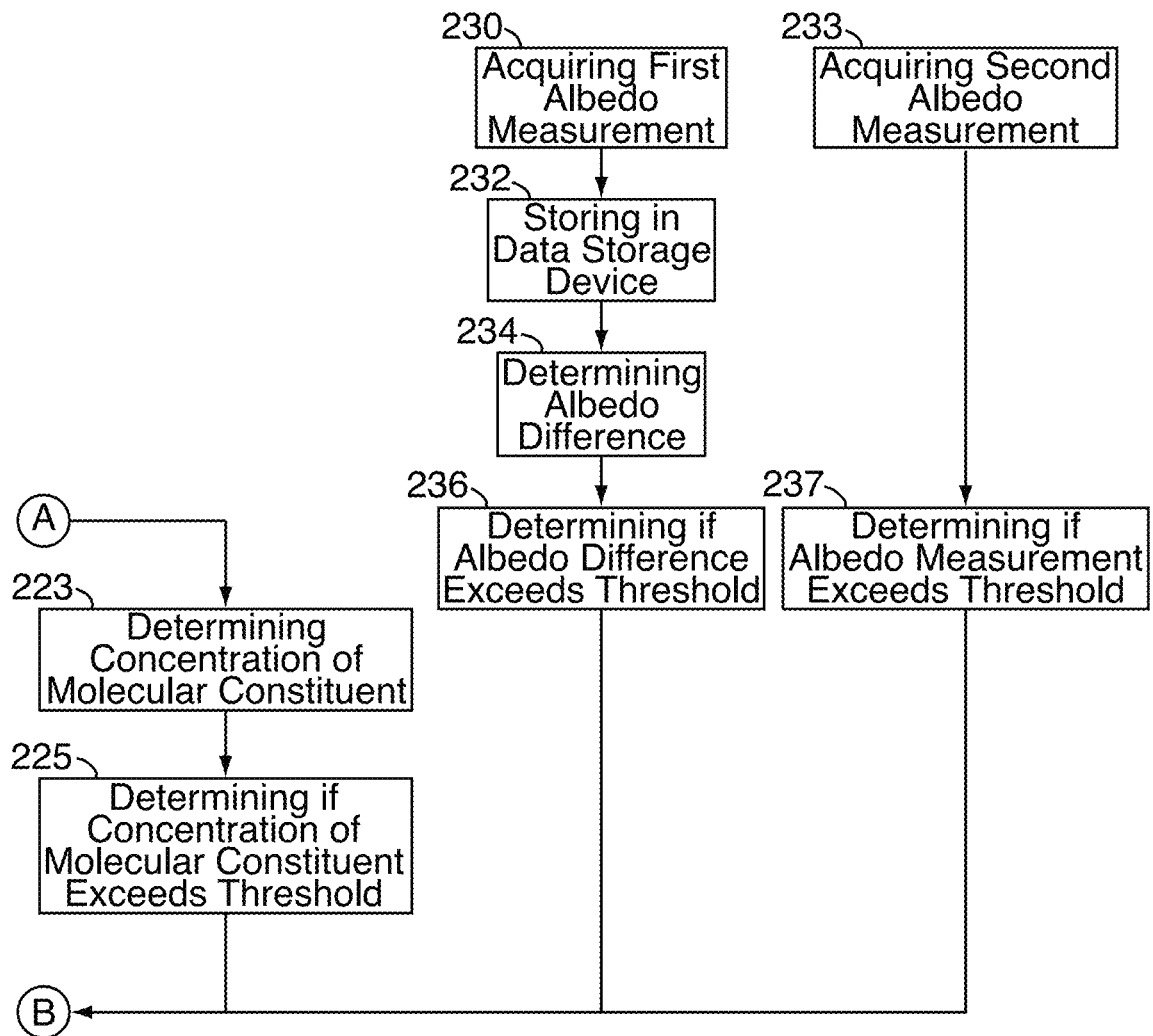 230
Acquiring First
Albedo
Measurement
233
Acquiring Second
Albedo
Measurement
232
Storing in
Data Storage
Device
234
Determining
Albedo
Difference
236
Determining if
Albedo Difference
Exceeds Threshold
237
Determining if
Albedo Measurement
Exceeds Threshold
A
223
Determining
Concentration of
Molecular Constituent
225
Determining if
Concentration of
Molecular Constituent
Exceeds Threshold
B